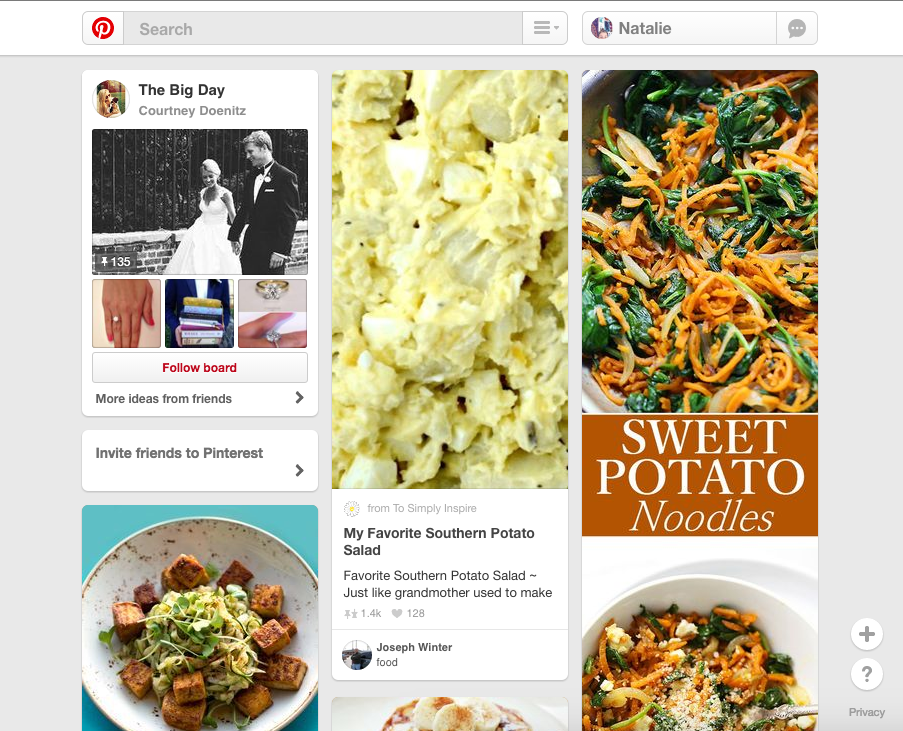 Search
Natalie
The Big Day
Courtney Doenitz
135
Follow board
More ideas from friends
Invite friends to Pinterest
from To Simply Inspire
My Favorite Southern Potato
Salad
Favorite Southern Potato Salad ~
Just like grandmother used to make
1.4k 128
Joseph Winter
food
SWEET
POTATO
Noodles
+
?
Privacy